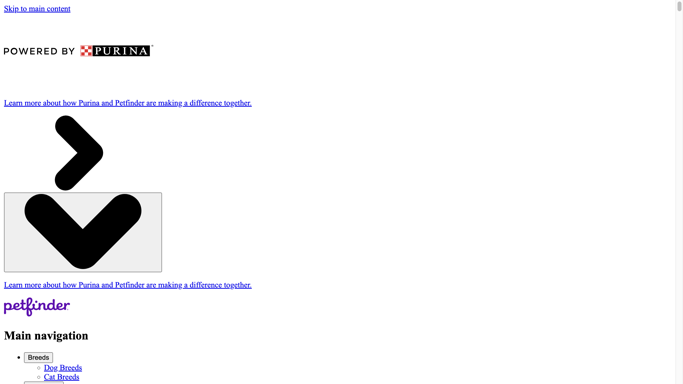 Skip to main content
POWERED BY PURINA
Learn more about how Purina and Petfinder are making a difference together.
Learn more about how Purina and Petfinder are making a difference together.
petfinder
Main navigation
Breeds
Dog Breeds
Cat Breeds